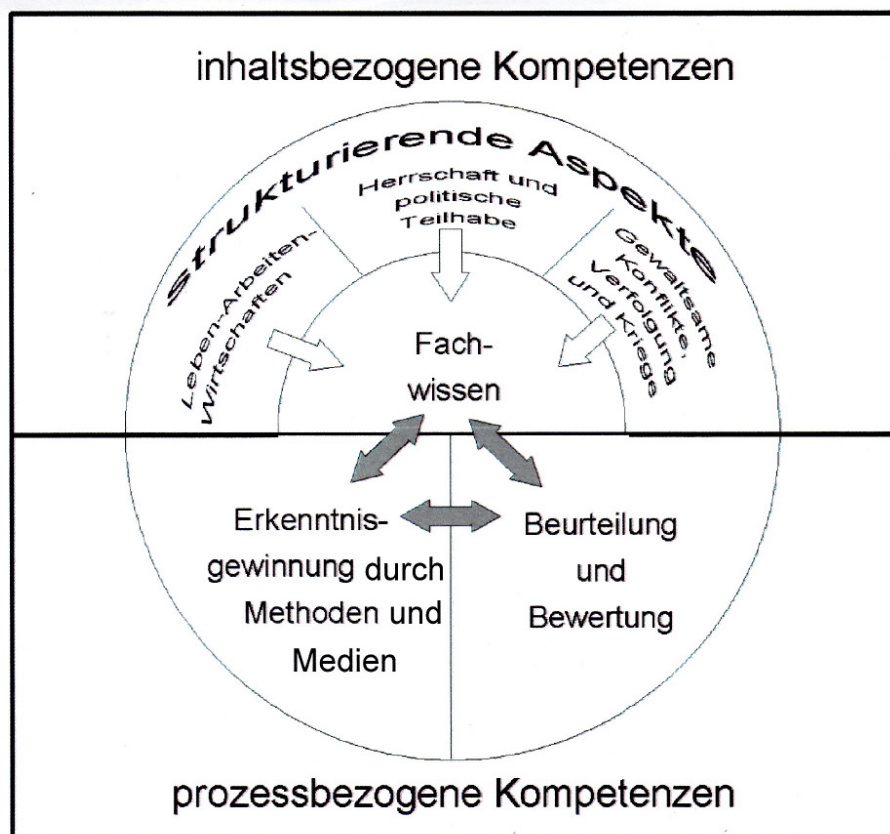 inhaltsbezogene Kompetenzen
Strukturierende Aspekte
Herrschaft und
politische
Teilhabe
Leben-Arbeiten-
Wirtschaften
Gewaltsame
Konflikte,
Verfolgung
und Kriege
Fach-
wissen
Erkenntnis-
gewinnung durch
Methoden und
Medien
Beurteilung
und
Bewertung
prozessbezogene Kompetenzen